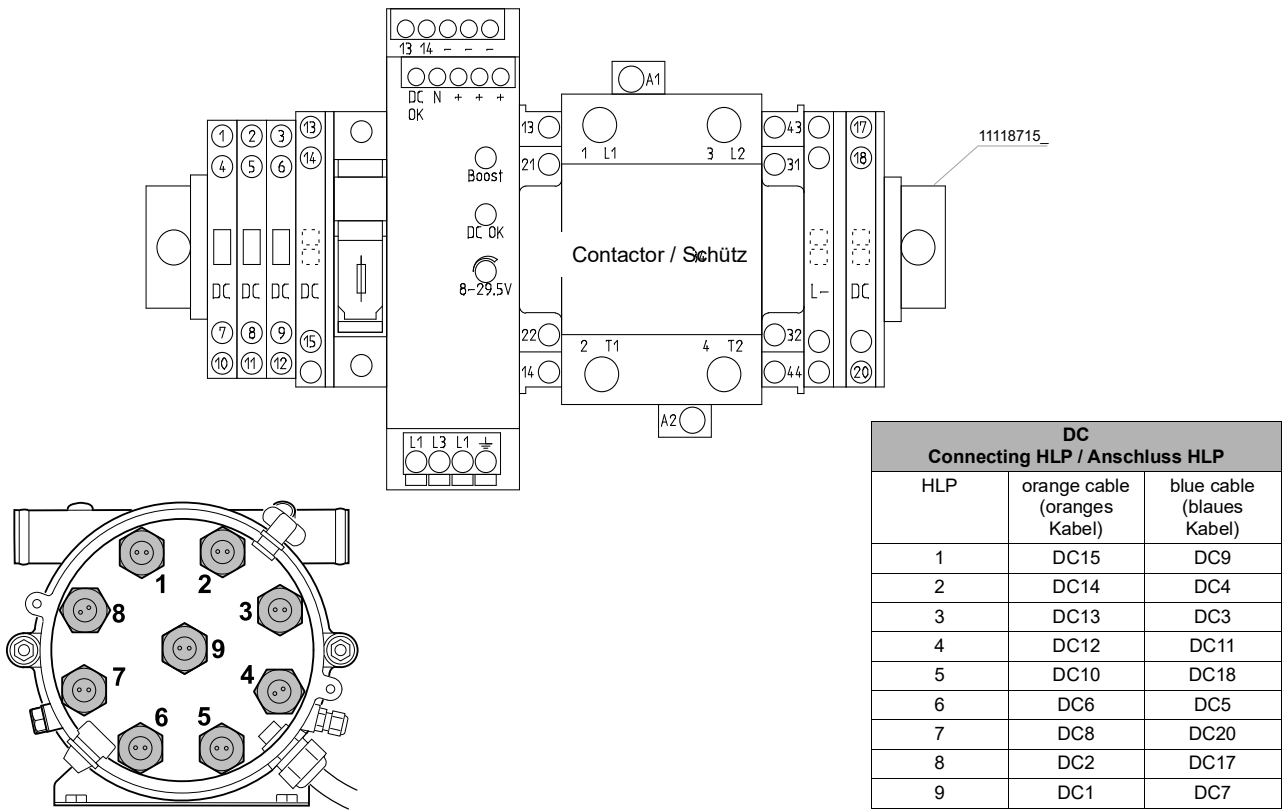 13 14 - - -
DC OK N + + +
Boost
DC OK
8-29.5V
A1
1 2 3 13
4 5 6 14
DC DC DC DC
7 8 9 15
10 11 12
13 1 L1 3 L2 43
21 31
Contactor / Schütz
22 2 T1 4 T2 32
14 44
A2
17
18
L- DC
20
11118715_
L1 L3 L1
1 2
8 3
9
7 4
6 5
DC
Connecting HLP / Anschluss HLP
HLP orange cable (oranges Kabel) blue cable (blaues Kabel)
1 DC15 DC9
2 DC14 DC4
3 DC13 DC3
4 DC12 DC11
5 DC10 DC18
6 DC6 DC5
7 DC8 DC20
8 DC2 DC17
9 DC1 DC7